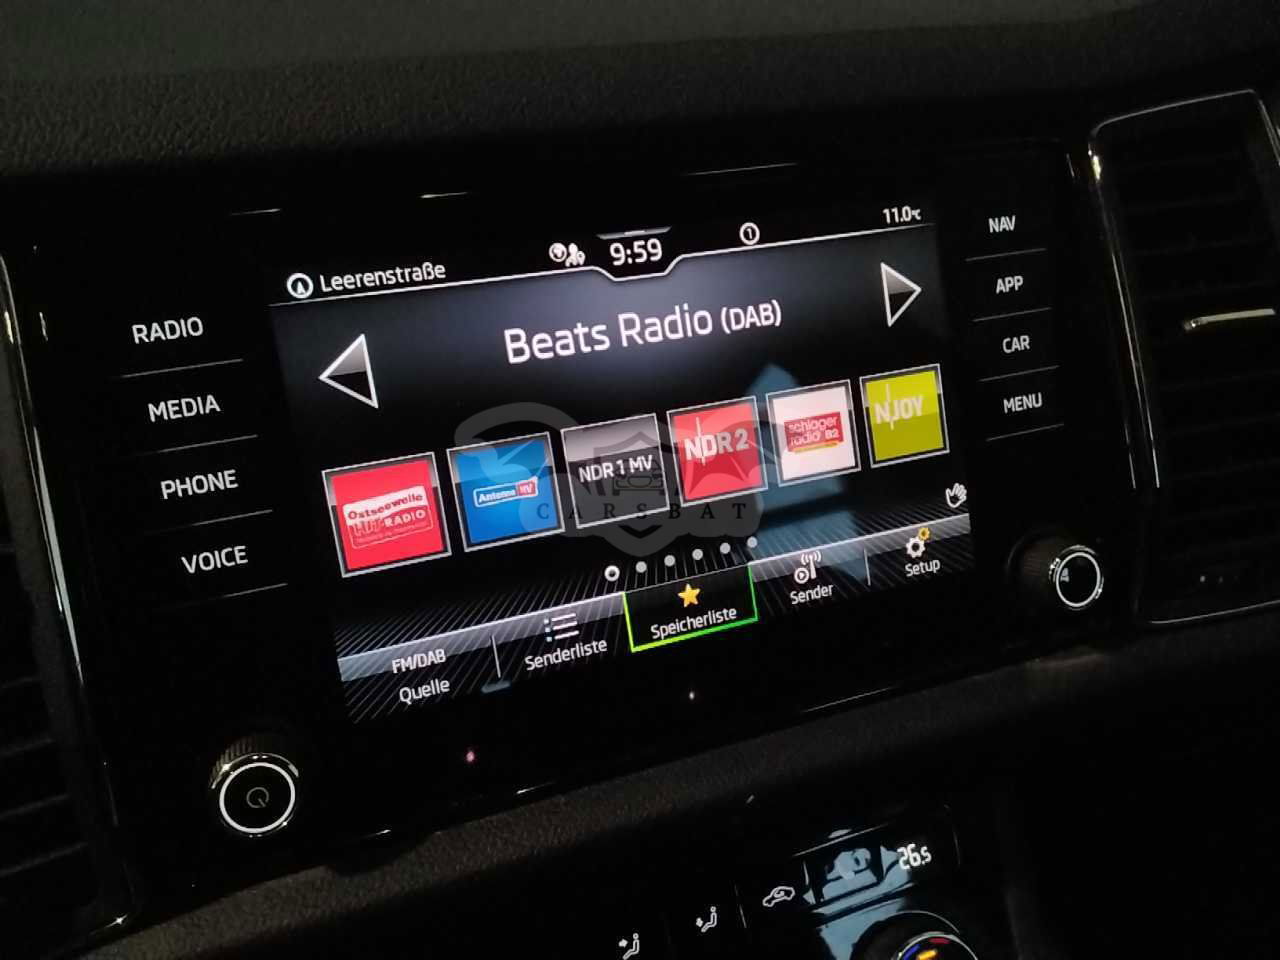 Leerenstraße
9:59
1
11.0°C
Beats Radio (DAB)
RADIO
MEDIA
PHONE
VOICE
NAV
APP
CAR
MENU
Ostseewelle
HIT RADIO
Antenne MV
NDR 1 MV
NDR 2
schlager
radio B2
N-JOY
CARSBAT
FM/DAB
Quelle
Senderliste
Speicherliste
Sender
Setup
26.5